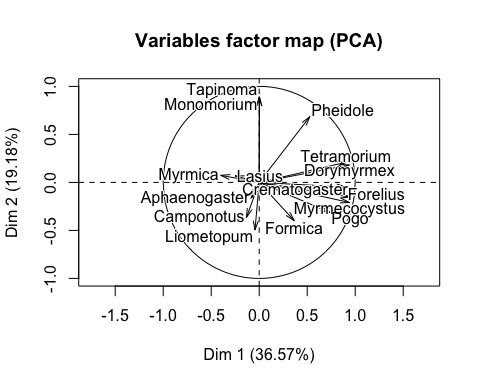 Variables factor map (PCA)
Tapinoma
Monomorium
Pheidole
Tetramorium
Dorymyrmex
Myrmica
Lasius
Crematogaster
Forelius
Aphaenogaster
Myrmecocystus
Camponotus
Pogo
Formica
Liometopum
1.0
0.5
0.0
-0.5
-1.0
Dim 2 (19.18%)
-1.5 -1.0 -0.5 0.0 0.5 1.0 1.5
Dim 1 (36.57%)